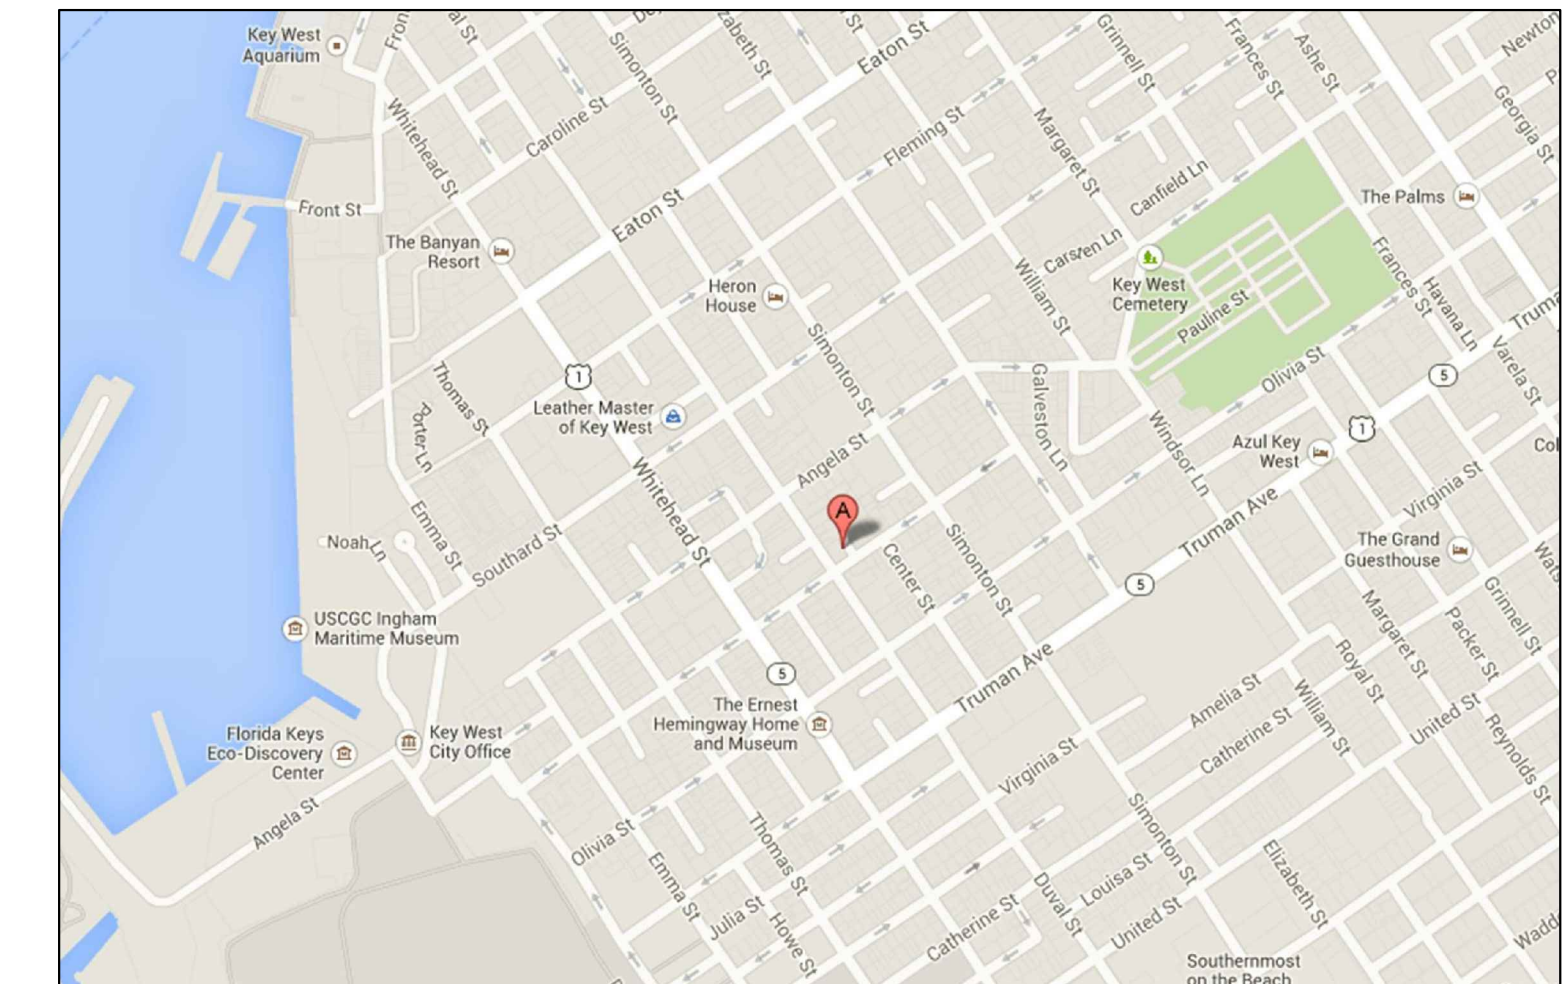 Key West
Aquarium
Simonton St
Eaton St
Grinnell St
Frances St
Ashe St
Newton
Georgia St
Whitehead St
Caroline St
Fleming St
Margaret St
Canfield Ln
The Palms
Front St
Eaton St
The Banyan
Resort
Carsten Ln
Key West
Cemetery
Pauline St
Frances St
Havana Ln
Heron
House
William St
Simonton St
1
Thomas St
Porter Ln
Leather Master
of Key West
Galveston Ln
Olivia St
5
Varela St
Windsor Ln
1
Azul Key
West
Angela St
Whitehead St
A
Truman Ave
Virginia St
Noah Ln
Emma St
Southard St
Center St
Simonton St
The Grand
Guesthouse
5
Grinnell St
USCGC Ingham
Maritime Museum
Margaret St
Packer St
Royal St
5
Truman Ave
The Ernest
Hemingway Home
and Museum
Amelia St
William St
United St
Florida Keys
Eco-Discovery
Center
Key West
City Office
Catherine St
Reynolds St
Virginia St
Angela St
Olivia St
Thomas St
Emma St
Simonton St
Elizabeth St
Louisa St
Duval St
Julia St
Howe St
Catherine St
United St
Southernmost
on the Beach